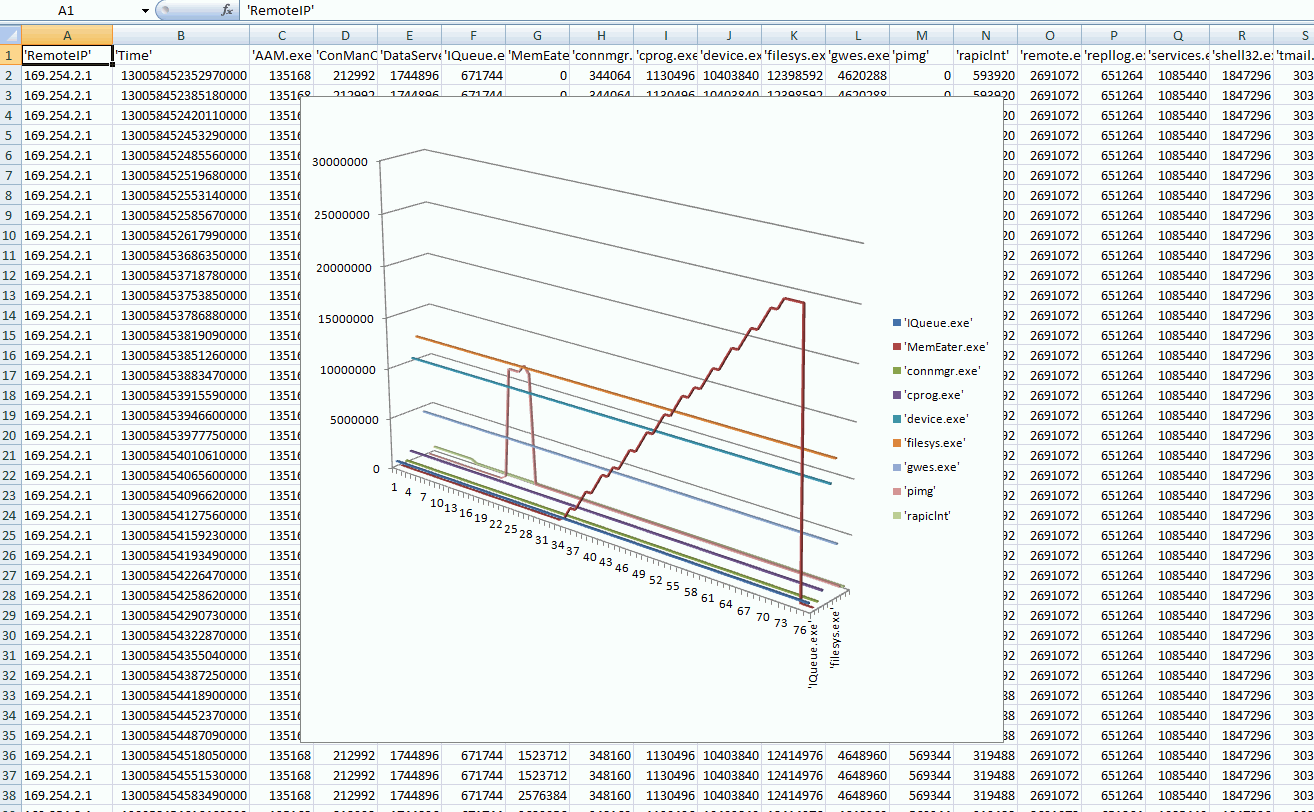 A1 fx 'RemoteIP'
A B C D E F G H I J K L M N O P Q R S
1 'RemoteIP' 'Time' 'AAM.exe 'ConManC 'DataServe 'IQueue.e 'MemEate 'connmgr. 'cprog.exe 'device.exe 'filesys.ex 'gwes.exe 'pimg' 'rapiclnt' 'remote.e 'repllog.ex 'services.e 'shell32.ex 'tmail.
2 169.254.2.1 130058452352970000 135168 212992 1744896 671744 0 344064 1130496 10403840 12398592 4620288 0 593920 2691072 651264 1085440 1847296 303
3 169.254.2.1 130058452385180000 135168 212992 1744896 671744 0 344064 1130496 10403840 12398592 4620288 0 593920 2691072 651264 1085440 1847296 303
4 169.254.2.1 130058452420110000 13516 20 2691072 651264 1085440 1847296 303
5 169.254.2.1 130058452453290000 13516 20 2691072 651264 1085440 1847296 303
6 169.254.2.1 130058452485560000 13516 20 2691072 651264 1085440 1847296 303
7 169.254.2.1 130058452519680000 13516 20 2691072 651264 1085440 1847296 303
8 169.254.2.1 130058452553140000 13516 20 2691072 651264 1085440 1847296 303
9 169.254.2.1 130058452585670000 13516 20 2691072 651264 1085440 1847296 303
10 169.254.2.1 130058452617990000 13516 20 2691072 651264 1085440 1847296 303
11 169.254.2.1 130058453686350000 13516 92 2691072 651264 1085440 1847296 303
12 169.254.2.1 130058453718780000 13516 92 2691072 651264 1085440 1847296 303
13 169.254.2.1 130058453753850000 13516 92 2691072 651264 1085440 1847296 303
14 169.254.2.1 130058453786880000 13516 92 2691072 651264 1085440 1847296 303
15 169.254.2.1 130058453819090000 13516 92 2691072 651264 1085440 1847296 303
16 169.254.2.1 130058453851260000 13516 92 2691072 651264 1085440 1847296 303
17 169.254.2.1 130058453883470000 13516 92 2691072 651264 1085440 1847296 303
18 169.254.2.1 130058453915590000 13516 92 2691072 651264 1085440 1847296 303
19 169.254.2.1 130058453946600000 13516 92 2691072 651264 1085440 1847296 303
20 169.254.2.1 130058453977750000 13516 92 2691072 651264 1085440 1847296 303
21 169.254.2.1 130058454010610000 13516 92 2691072 651264 1085440 1847296 303
22 169.254.2.1 130058454065600000 13516 92 2691072 651264 1085440 1847296 303
23 169.254.2.1 130058454096620000 13516 92 2691072 651264 1085440 1847296 303
24 169.254.2.1 130058454127560000 13516 92 2691072 651264 1085440 1847296 303
25 169.254.2.1 130058454159230000 13516 92 2691072 651264 1085440 1847296 303
26 169.254.2.1 130058454193490000 13516 92 2691072 651264 1085440 1847296 303
27 169.254.2.1 130058454226470000 13516 92 2691072 651264 1085440 1847296 303
28 169.254.2.1 130058454258620000 13516 92 2691072 651264 1085440 1847296 303
29 169.254.2.1 130058454290730000 13516 92 2691072 651264 1085440 1847296 303
30 169.254.2.1 130058454322870000 13516 92 2691072 651264 1085440 1847296 303
31 169.254.2.1 130058454355040000 13516 92 2691072 651264 1085440 1847296 303
32 169.254.2.1 130058454387250000 13516 92 2691072 651264 1085440 1847296 303
33 169.254.2.1 130058454418900000 13516 88 2691072 651264 1085440 1847296 303
34 169.254.2.1 130058454452370000 13516 88 2691072 651264 1085440 1847296 303
35 169.254.2.1 130058454487090000 13516 88 2691072 651264 1085440 1847296 303
36 169.254.2.1 130058454518050000 135168 212992 1744896 671744 1523712 348160 1130496 10403840 12414976 4648960 569344 319488 2691072 651264 1085440 1847296 303
37 169.254.2.1 130058454551530000 135168 212992 1744896 671744 1523712 348160 1130496 10403840 12414976 4648960 569344 319488 2691072 651264 1085440 1847296 303
38 169.254.2.1 130058454583490000 135168 212992 1744896 671744 2576384 348160 1130496 10403840 12414976 4648960 569344 319488 2691072 651264 1085440 1847296 303
30000000
25000000
20000000
15000000
10000000
5000000
0
1 4 7 10 13 16 19 22 25 28 31 34 37 40 43 46 49 52 55 58 61 64 67 70 73 76
'IQueue.exe'
'filesys.exe'
'IQueue.exe'
'MemEater.exe'
'connmgr.exe'
'cprog.exe'
'device.exe'
'filesys.exe'
'gwes.exe'
'pimg'
'rapiclnt'